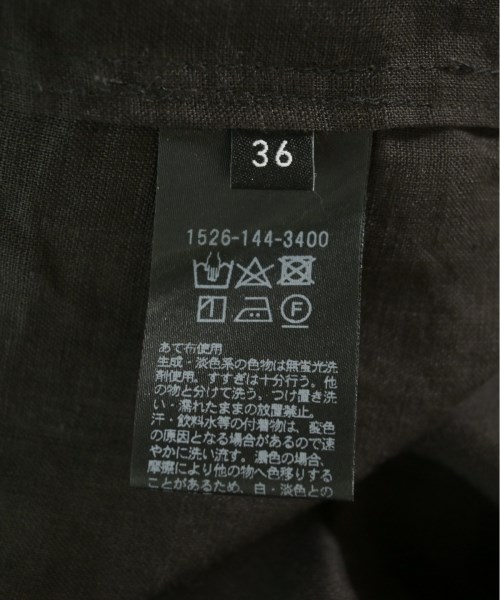 36
1526-144-3400
F
あて布使用
生成・淡色系の色物は無蛍光洗
剤使用。すすぎは十分行う。他
の物と分けて洗う。つけ置き洗
い・濡れたままの放置禁止。
汗・飲料水等の付着物は、変色
の原因となる場合があるので速
やかに洗い流す。濃色の場合、
摩擦により他の物へ色移りする
ことがあるため、白・淡色との